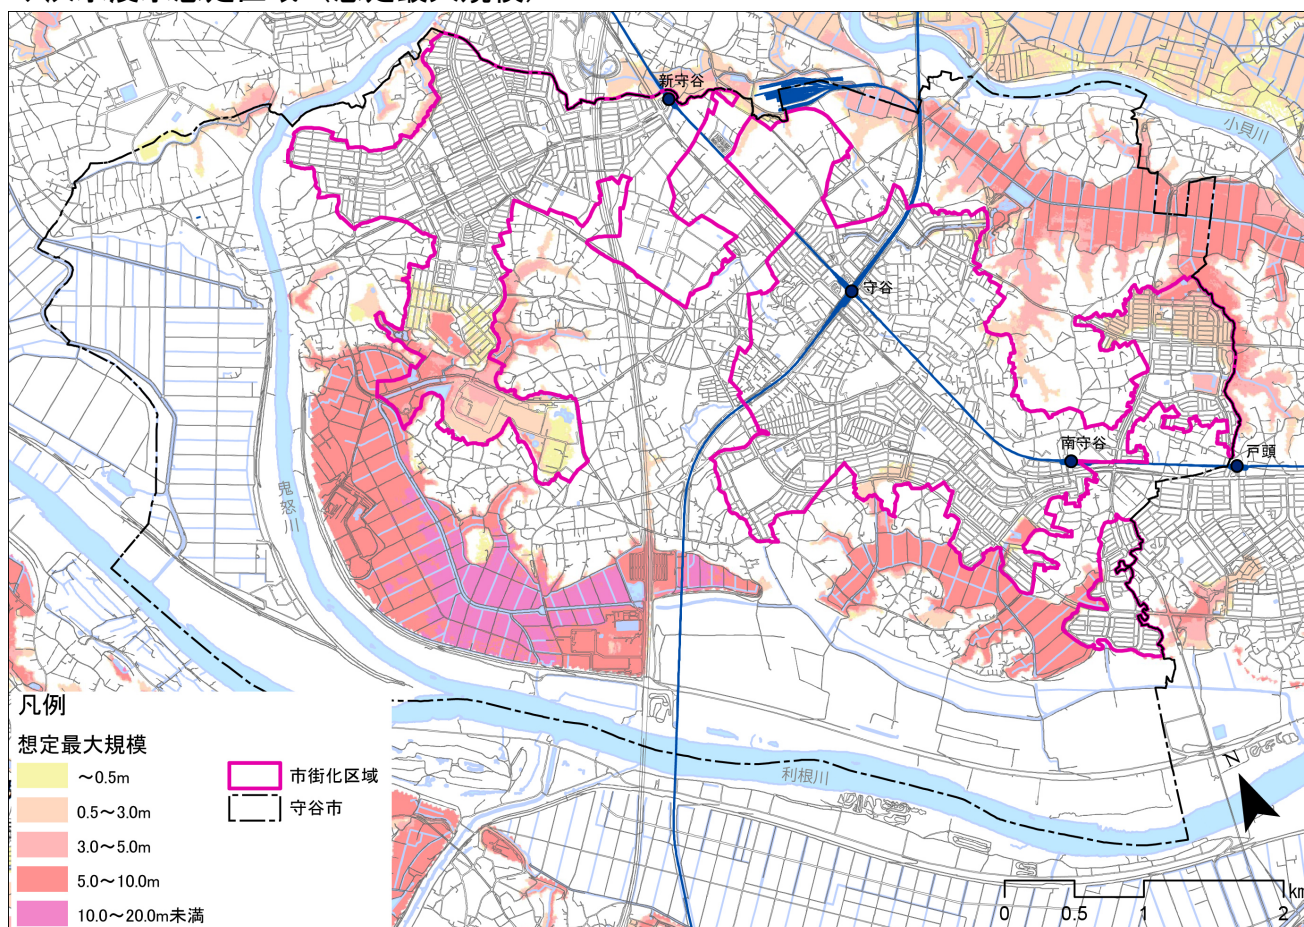 新守谷
小貝川
守谷
南守谷
戸頭
鬼怒川
利根川
凡例
想定最大規模
～0.5m
0.5～3.0m
3.0～5.0m
5.0～10.0m
10.0～20.0m未満
市街化区域
守谷市
N
0 0.5 1 2 km